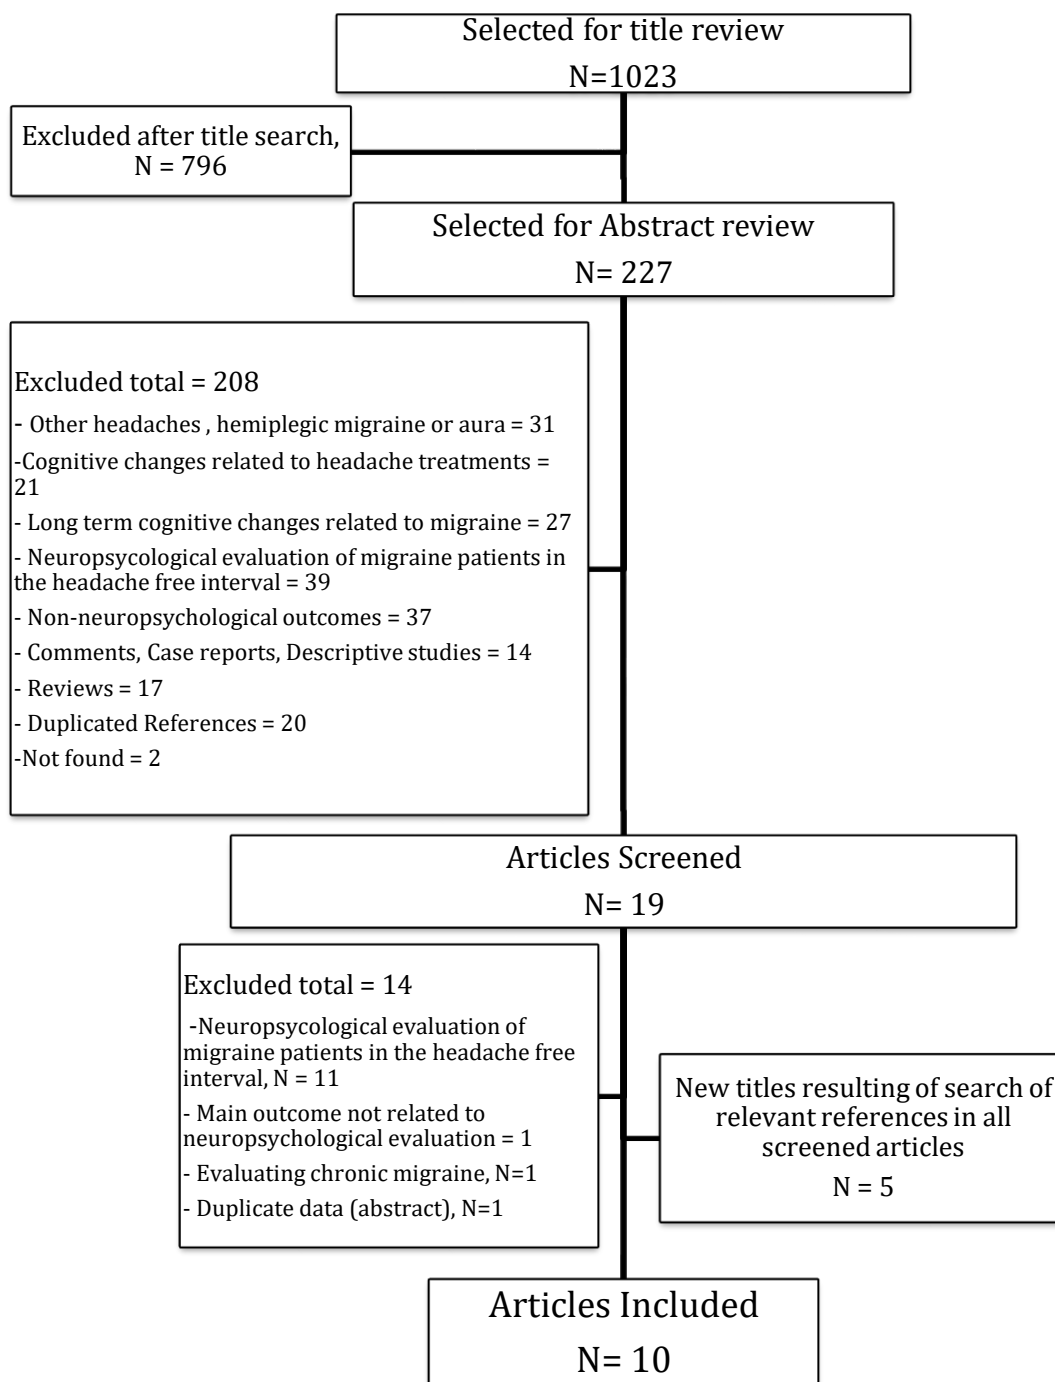 Selected for title review
N=1023
Excluded after title search,
N = 796
Selected for Abstract review
N= 227
Excluded total = 208
- Other headaches , hemiplegic migraine or aura = 31
-Cognitive changes related to headache treatments =
21
- Long term cognitive changes related to migraine = 27
- Neuropsycological evaluation of migraine patients in
the headache free interval = 39
- Non-neuropsychological outcomes = 37
- Comments, Case reports, Descriptive studies = 14
- Reviews = 17
- Duplicated References = 20
-Not found = 2
Articles Screened
N= 19
Excluded total = 14
-Neuropsycological evaluation of
migraine patients in the headache free
interval, N = 11
- Main outcome not related to
neuropsychological evaluation = 1
- Evaluating chronic migraine, N=1
- Duplicate data (abstract), N=1
New titles resulting of search of
relevant references in all
screened articles
N = 5
Articles Included
N= 10